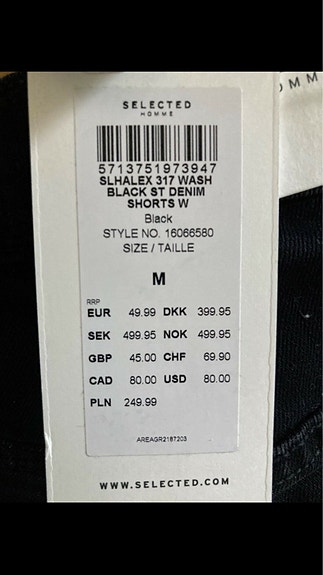 SELECTED
HOMME
5713751973947
SLHALEX 317 WASH
BLACK ST DENIM
SHORTS W
Black
STYLE NO. 16066580
SIZE / TAILLE
M
RRP
EUR 49.99 DKK 399.95
SEK 499.95 NOK 499.95
GBP 45.00 CHF 69.90
CAD 80.00 USD 80.00
PLN 249.99
AREAGR2187203
WWW.SELECTED.COM